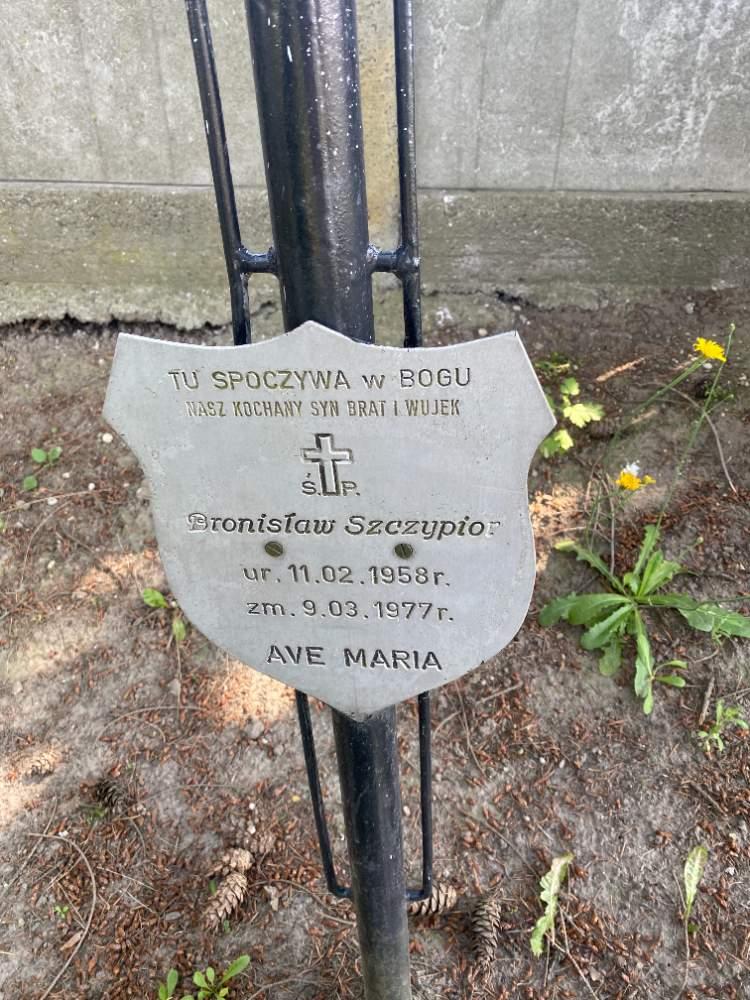 TU SPOCZYWA w BOGU
NASZ KOCHANY SYN BRAT I WUJEK
Ś.P.
Bronisław Szczypior
ur. 11.02.1958r.
zm. 9.03.1977r.
AVE MARIA